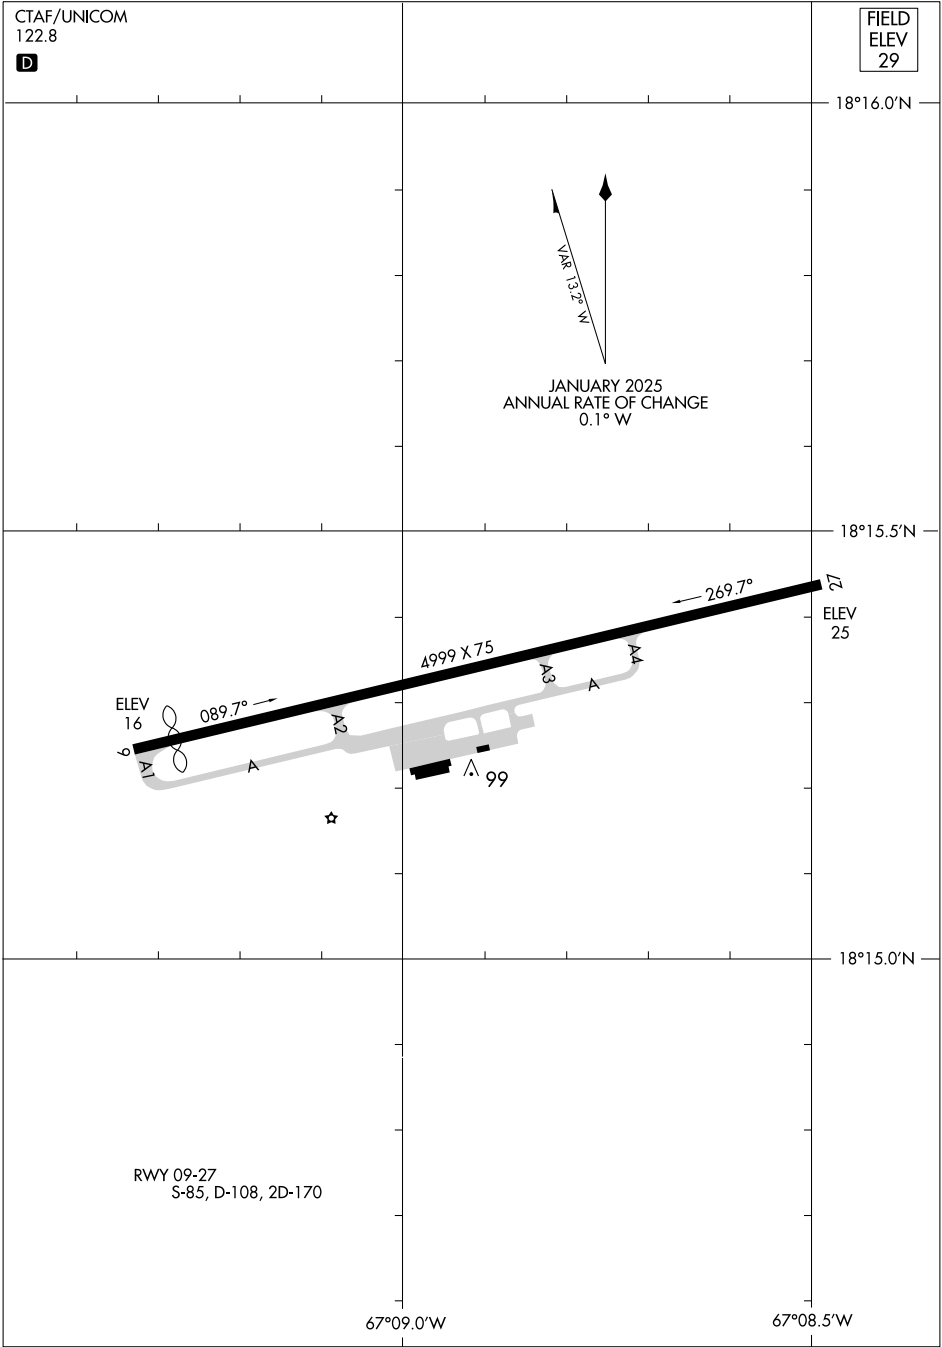 CTAF/UNICOM
122.8
D
FIELD
ELEV
29
18°16.0'N
VAR 13.2° W
JANUARY 2025
ANNUAL RATE OF CHANGE
0.1° W
18°15.5'N
27
269.7°
ELEV
25
4999 X 75
A4
A3
A
ELEV
16
089.7°
A2
9
A1
A
99
18°15.0'N
RWY 09-27
S-85, D-108, 2D-170
67°09.0'W
67°08.5'W